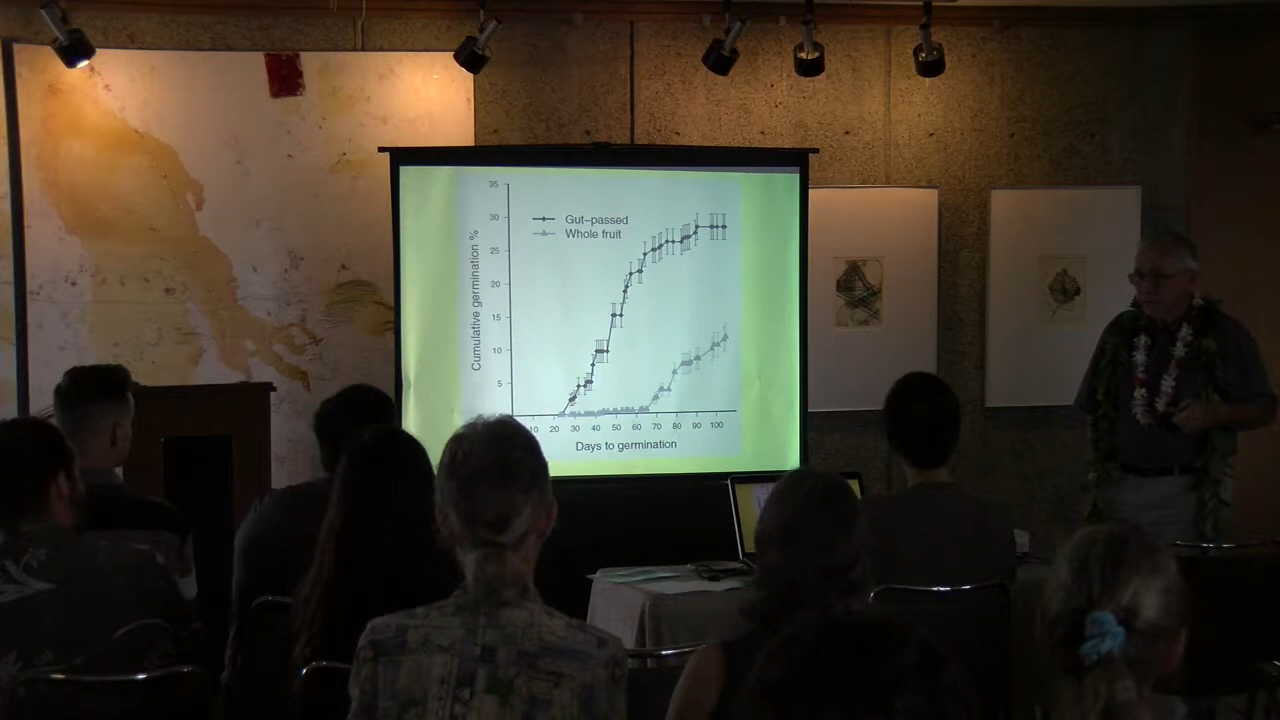 35
30
25
20
15
10
5
Cumulative germination %
Gut–passed
Whole fruit
10 20 30 40 50 60 70 80 90 100
Days to germination